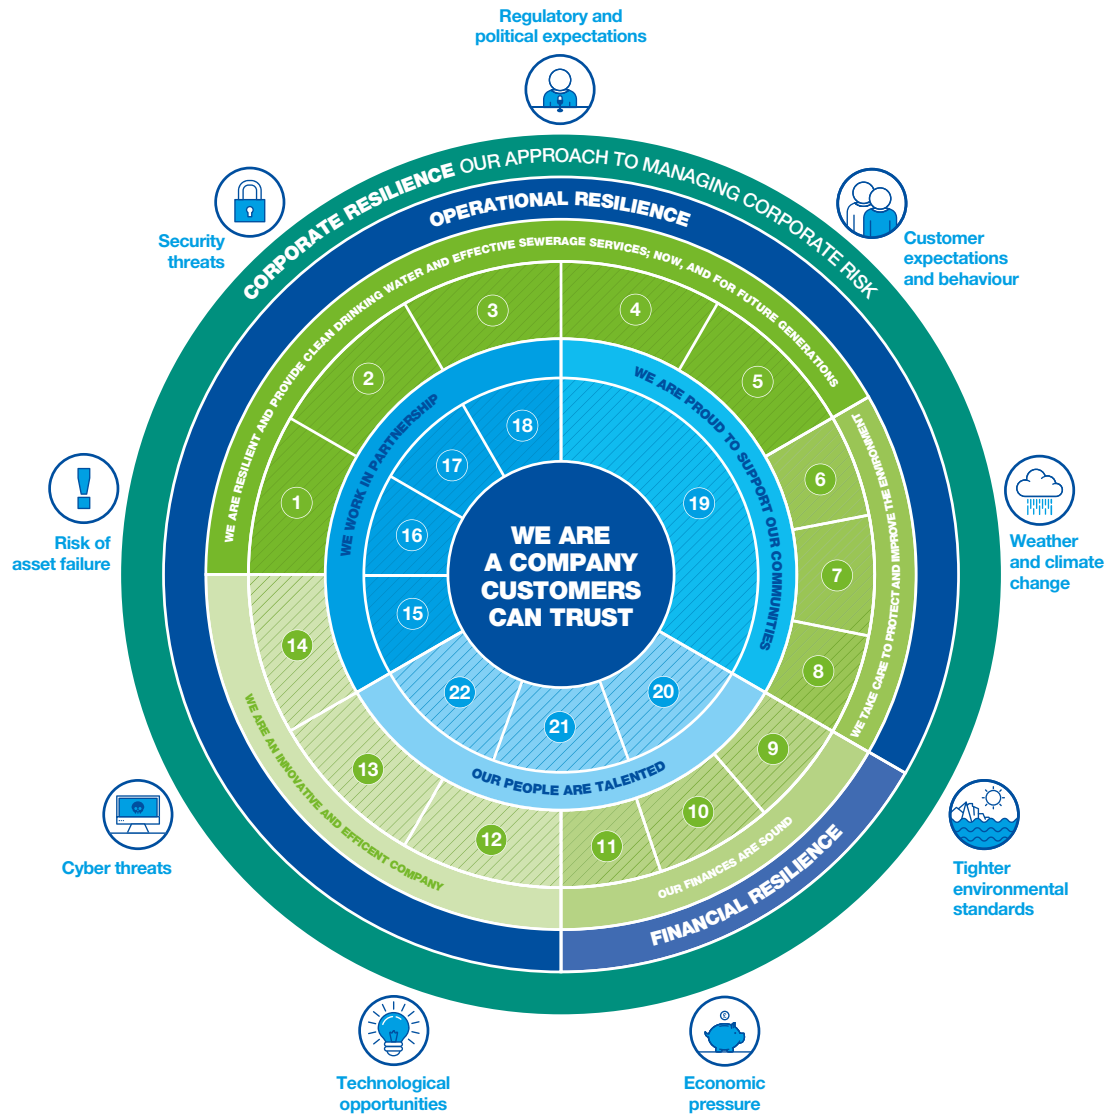 Regulatory and
political expectations
CORPORATE RESILIENCE OUR APPROACH TO MANAGING CORPORATE RISK
OPERATIONAL RESILIENCE
Security
threats
Customer
expectations
and behaviour
WE ARE RESILIENT AND PROVIDE CLEAN DRINKING WATER AND EFFECTIVE SEWERAGE SERVICES; NOW, AND FOR FUTURE GENERATIONS
1
2
3
4
5
WE TAKE CARE TO PROTECT AND IMPROVE THE ENVIRONMENT
6
7
8
WE WORK IN PARTNERSHIP
15
16
17
18
WE ARE PROUD TO SUPPORT OUR COMMUNITIES
19
WE ARE
A COMPANY
CUSTOMERS
CAN TRUST
20
21
22
OUR PEOPLE ARE TALENTED
9
10
11
OUR FINANCES ARE SOUND
FINANCIAL RESILIENCE
12
13
14
WE ARE AN INNOVATIVE AND EFFICENT COMPANY
Risk of
asset failure
Weather
and climate
change
Cyber threats
Tighter
environmental
standards
Technological
opportunities
£
Economic
pressure